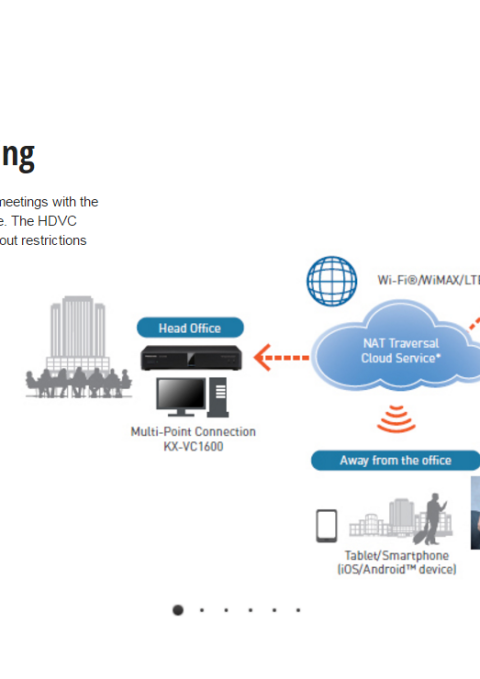 ng
meetings with the
e. The HDVC
out restrictions
Wi-Fi®/WiMAX/LTE
Head Office
NAT Traversal
Cloud Service*
Multi-Point Connection
KX-VC1600
Away from the office
Tablet/Smartphone
(iOS/Android™ device)